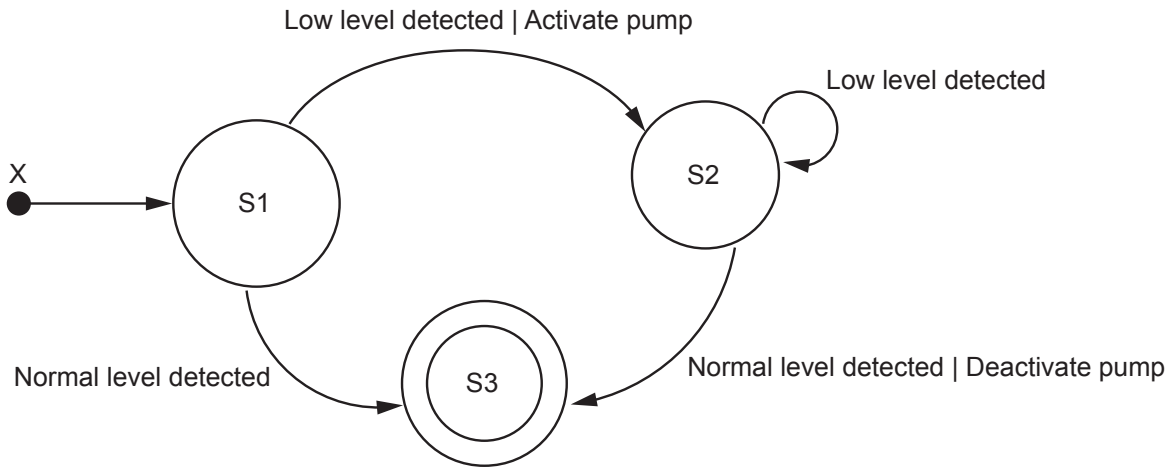 Low level detected | Activate pump
Low level detected
X
S1
S2
S3
Normal level detected
Normal level detected | Deactivate pump